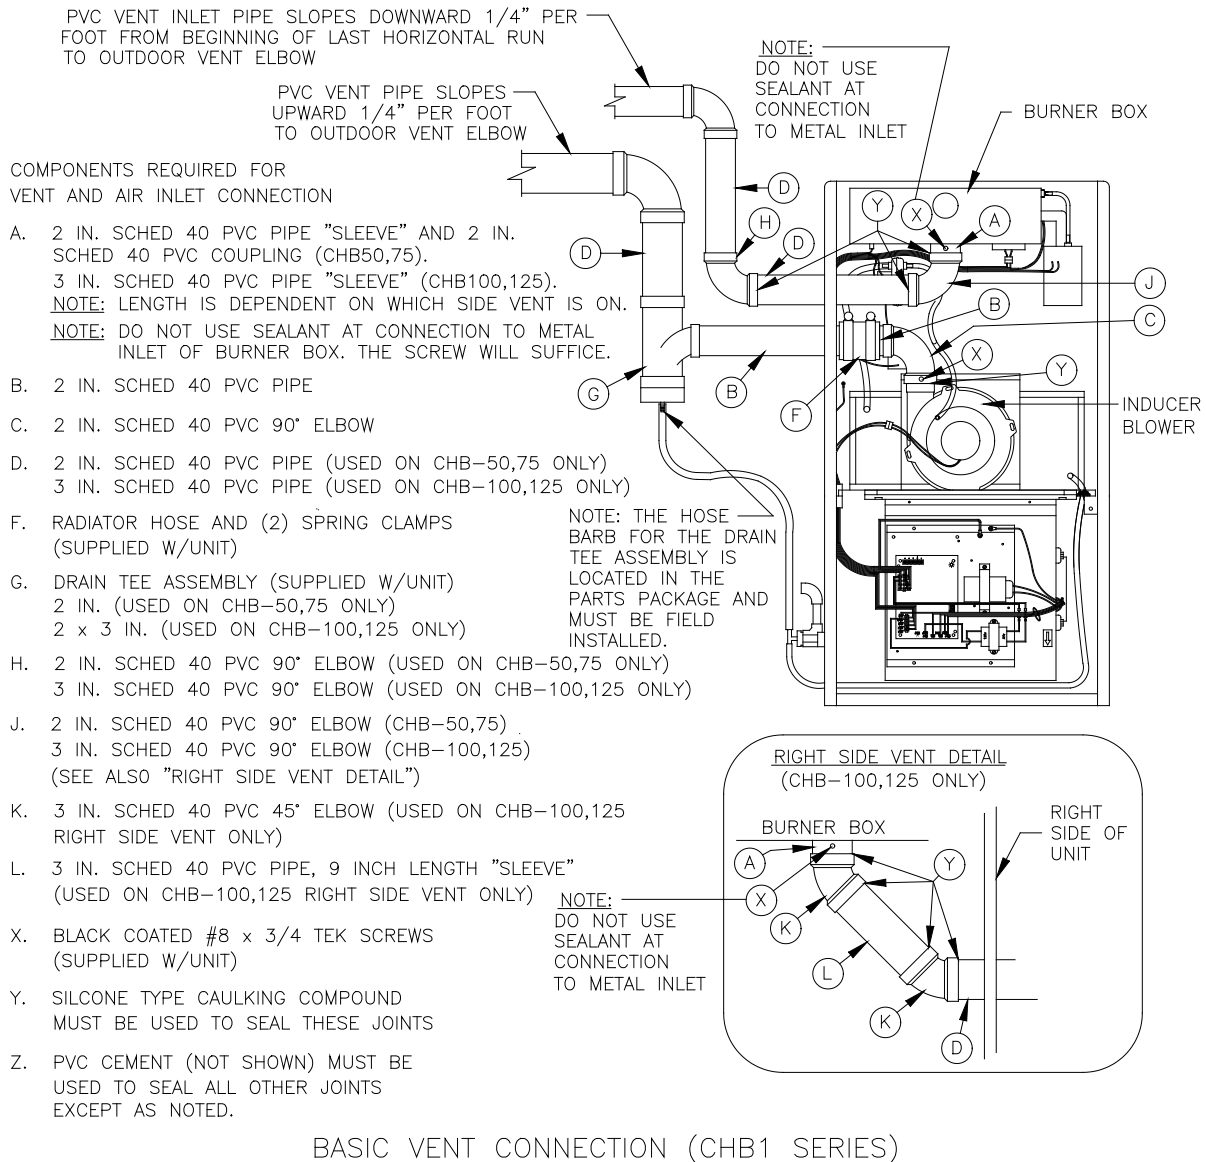 PVC VENT INLET PIPE SLOPES DOWNWARD 1/4" PER
FOOT FROM BEGINNING OF LAST HORIZONTAL RUN
TO OUTDOOR VENT ELBOW
PVC VENT PIPE SLOPES
UPWARD 1/4" PER FOOT
TO OUTDOOR VENT ELBOW
NOTE:
DO NOT USE
SEALANT AT
CONNECTION
TO METAL INLET
BURNER BOX
COMPONENTS REQUIRED FOR
VENT AND AIR INLET CONNECTION
A. 2 IN. SCHED 40 PVC PIPE "SLEEVE" AND 2 IN.
SCHED 40 PVC COUPLING (CHB50,75).
3 IN. SCHED 40 PVC PIPE "SLEEVE" (CHB100,125).
NOTE: LENGTH IS DEPENDENT ON WHICH SIDE VENT IS ON.
NOTE: DO NOT USE SEALANT AT CONNECTION TO METAL
INLET OF BURNER BOX. THE SCREW WILL SUFFICE.
B. 2 IN. SCHED 40 PVC PIPE
C. 2 IN. SCHED 40 PVC 90° ELBOW
D. 2 IN. SCHED 40 PVC PIPE (USED ON CHB-50,75 ONLY)
3 IN. SCHED 40 PVC PIPE (USED ON CHB-100,125 ONLY)
F. RADIATOR HOSE AND (2) SPRING CLAMPS
(SUPPLIED W/UNIT)
G. DRAIN TEE ASSEMBLY (SUPPLIED W/UNIT)
2 IN. (USED ON CHB-50,75 ONLY)
2 x 3 IN. (USED ON CHB-100,125 ONLY)
H. 2 IN. SCHED 40 PVC 90° ELBOW (USED ON CHB-50,75 ONLY)
3 IN. SCHED 40 PVC 90° ELBOW (USED ON CHB-100,125 ONLY)
J. 2 IN. SCHED 40 PVC 90° ELBOW (CHB-50,75)
3 IN. SCHED 40 PVC 90° ELBOW (CHB-100,125)
(SEE ALSO "RIGHT SIDE VENT DETAIL")
K. 3 IN. SCHED 40 PVC 45° ELBOW (USED ON CHB-100,125
RIGHT SIDE VENT ONLY)
L. 3 IN. SCHED 40 PVC PIPE, 9 INCH LENGTH "SLEEVE"
(USED ON CHB-100,125 RIGHT SIDE VENT ONLY)
X. BLACK COATED #8 x 3/4 TEK SCREWS
(SUPPLIED W/UNIT)
Y. SILCONE TYPE CAULKING COMPOUND
MUST BE USED TO SEAL THESE JOINTS
Z. PVC CEMENT (NOT SHOWN) MUST BE
USED TO SEAL ALL OTHER JOINTS
EXCEPT AS NOTED.
D
Y
X
A
H
D
D
J
B
C
X
Y
G
B
F
INDUCER
BLOWER
NOTE: THE HOSE
BARB FOR THE DRAIN
TEE ASSEMBLY IS
LOCATED IN THE
PARTS PACKAGE AND
MUST BE FIELD
INSTALLED.
RIGHT SIDE VENT DETAIL
(CHB-100,125 ONLY)
BURNER BOX
RIGHT
SIDE OF
UNIT
A
Y
X
K
L
K
D
NOTE:
DO NOT USE
SEALANT AT
CONNECTION
TO METAL INLET
BASIC VENT CONNECTION (CHB1 SERIES)